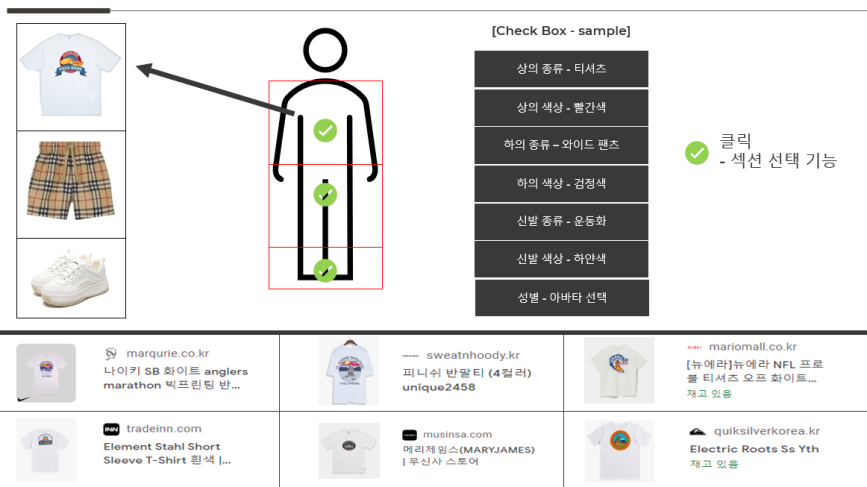 [Check Box - sample]
상의 종류 - 티셔츠
상의 색상 - 빨간색
하의 종류 – 와이드 팬츠
하의 색상 - 검정색
신발 종류 - 운동화
신발 색상 - 하얀색
성별 - 아바타 선택
클릭
- 섹션 선택 기능
marqurie.co.kr
나이키 SB 화이트 anglers
marathon 빅프린팅 반...
sweatnhoody.kr
피니쉬 반팔티 (4컬러)
unique2458
mariomall.co.kr
[뉴에라]뉴에라 NFL 프로
볼 티셔츠 오프 화이트...
재고 있음
INN
tradeinn.com
Element Stahl Short
Sleeve T-Shirt 흰색 |...
musinsa.com
메리제임스(MARYJAMES)
| 무신사 스토어
quiksilverkorea.kr
Electric Roots Ss Yth
재고 있음